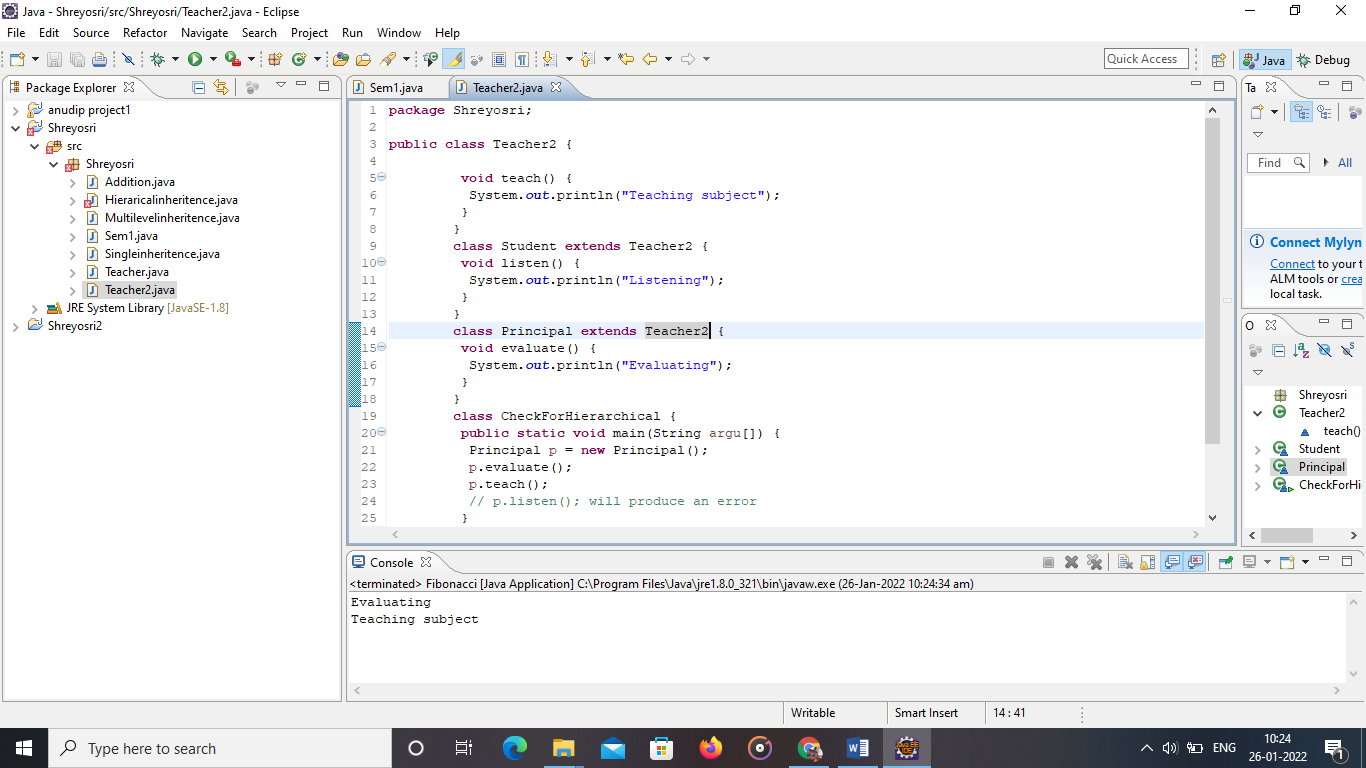 Java - Shreyosri/src/Shreyosri/Teacher2.java - Eclipse
File Edit Source Refactor Navigate Search Project Run Window Help
Quick Access Java Debug
Package Explorer
anudip project1
Shreyosri
src
Shreyosri
Addition.java
Hieraricalinheritence.java
Multilevelinheritence.java
Sem1.java
Singleinheritence.java
Teacher.java
Teacher2.java
JRE System Library [JavaSE-1.8]
Shreyosri2
Sem1.java Teacher2.java
1 package Shreyosri;
2
3 public class Teacher2 {
4
5 void teach() {
6 System.out.println("Teaching subject");
7 }
8 }
9 class Student extends Teacher2 {
10 void listen() {
11 System.out.println("Listening");
12 }
13 }
14 class Principal extends Teacher2 {
15 void evaluate() {
16 System.out.println("Evaluating");
17 }
18 }
19 class CheckForHierarchical {
20 public static void main(String argu[]) {
21 Principal p = new Principal();
22 p.evaluate();
23 p.teach();
24 // p.listen(); will produce an error
25 }
Ta
Find All
Connect Mylyn
Connect to your t
ALM tools or crea
local task.
O
Shreyosri
Teacher2
teach()
Student
Principal
CheckForHi
Console
<terminated> Fibonacci [Java Application] C:\Program Files\Java\jre1.8.0_321\bin\javaw.exe (26-Jan-2022 10:24:34 am)
Evaluating
Teaching subject
Writable Smart Insert 14 : 41
Type here to search
ENG
10:24
26-01-2022
1